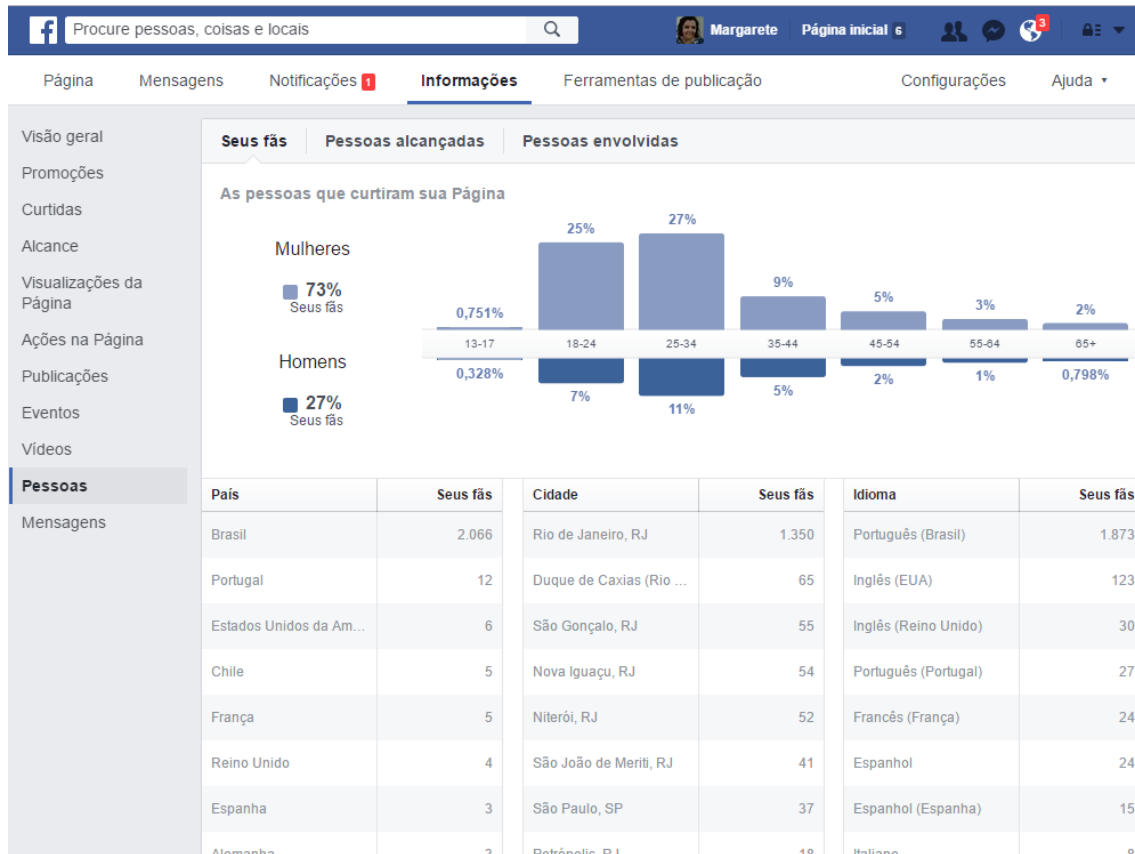 f
Procure pessoas, coisas e locais
Margarete
Página inicial 6
3
Página
Mensagens
Notificações 1
Informações
Ferramentas de publicação
Configurações
Ajuda
Visão geral
Promoções
Curtidas
Alcance
Visualizações da
Página
Ações na Página
Publicações
Eventos
Vídeos
Pessoas
Mensagens
Seus fãs
Pessoas alcançadas
Pessoas envolvidas
As pessoas que curtiram sua Página
Mulheres
73%
Seus fãs
0,751% 25% 27% 9% 5% 3% 2%
13-17 18-24 25-34 35-44 45-54 55-64 65+
Homens
27%
Seus fãs
0,328% 7% 11% 5% 2% 1% 0,798%
País Seus fãs Cidade Seus fãs Idioma Seus fãs
Brasil 2.066 Rio de Janeiro, RJ 1.350 Português (Brasil) 1.873
Portugal 12 Duque de Caxias (Rio ... 65 Inglês (EUA) 123
Estados Unidos da Am... 6 São Gonçalo, RJ 55 Inglês (Reino Unido) 30
Chile 5 Nova Iguaçu, RJ 54 Português (Portugal) 27
França 5 Niterói, RJ 52 Francês (França) 24
Reino Unido 4 São João de Meriti, RJ 41 Espanhol 24
Espanha 3 São Paulo, SP 37 Espanhol (Espanha) 15
Alemanha Petrópolis, RJ 18 Italiano 8